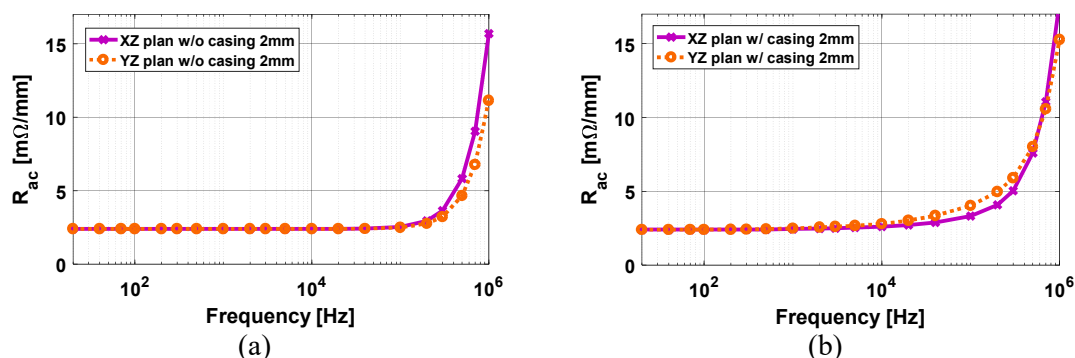 15
10
5
0
R_ac [mΩ/mm]
XZ plan w/o casing 2mm
YZ plan w/o casing 2mm
10^2
10^4
10^6
Frequency [Hz]
(a)
15
10
5
0
R_ac [mΩ/mm]
XZ plan w/ casing 2mm
YZ plan w/ casing 2mm
10^2
10^4
10^6
Frequency [Hz]
(b)